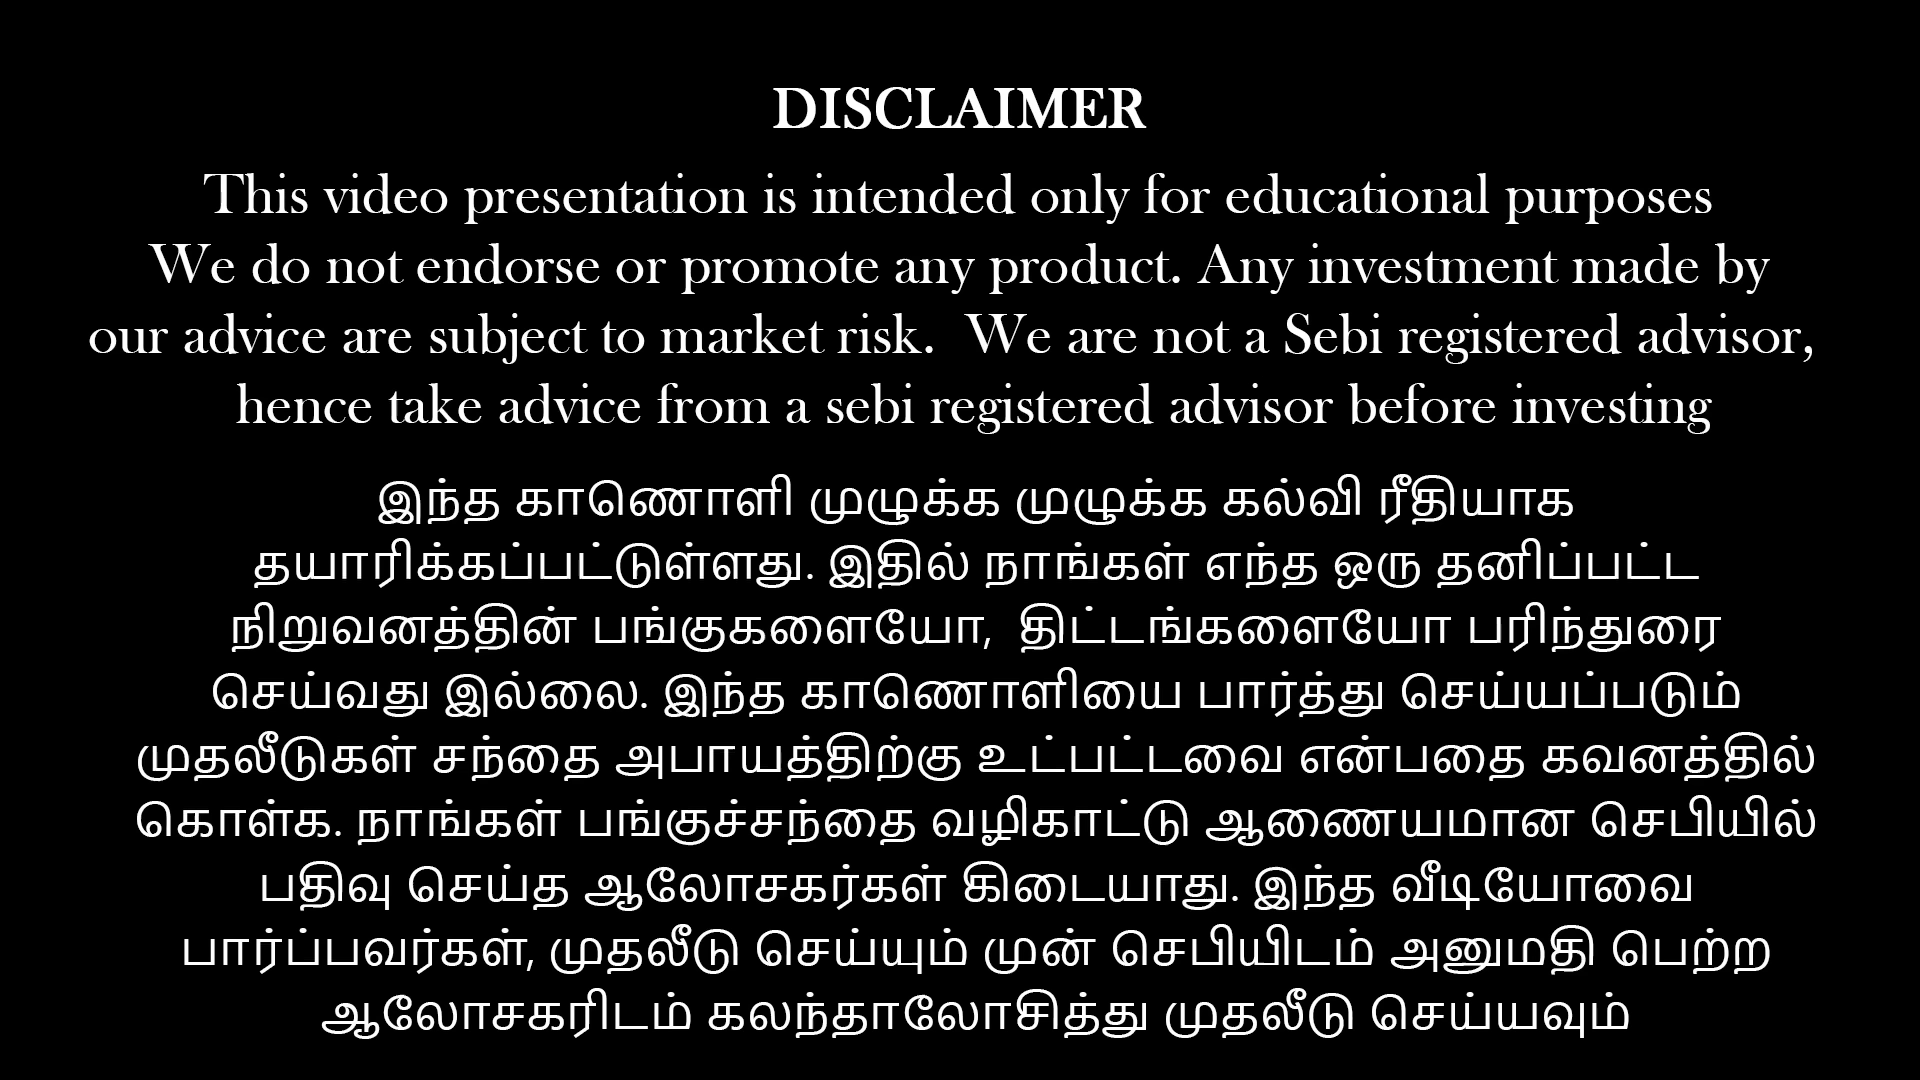 DISCLAIMER
This video presentation is intended only for educational purposes
We do not endorse or promote any product. Any investment made by
our advice are subject to market risk.  We are not a Sebi registered advisor,
hence take advice from a sebi registered advisor before investing
இந்த காணொளி முழுக்க முழுக்க கல்வி ரீதியாக
தயாரிக்கப்பட்டுள்ளது. இதில் நாங்கள் எந்த ஒரு தனிப்பட்ட
நிறுவனத்தின் பங்குகளையோ,  திட்டங்களையோ பரிந்துரை
செய்வது இல்லை. இந்த காணொளியை பார்த்து செய்யப்படும்
முதலீடுகள் சந்தை அபாயத்திற்கு உட்பட்டவை என்பதை கவனத்தில்
கொள்க. நாங்கள் பங்குச்சந்தை வழிகாட்டு ஆணையமான செபியில்
பதிவு செய்த ஆலோசகர்கள் கிடையாது. இந்த வீடியோவை
பார்ப்பவர்கள், முதலீடு செய்யும் முன் செபியிடம் அனுமதி பெற்ற
ஆலோசகரிடம் கலந்தாலோசித்து முதலீடு செய்யவும்